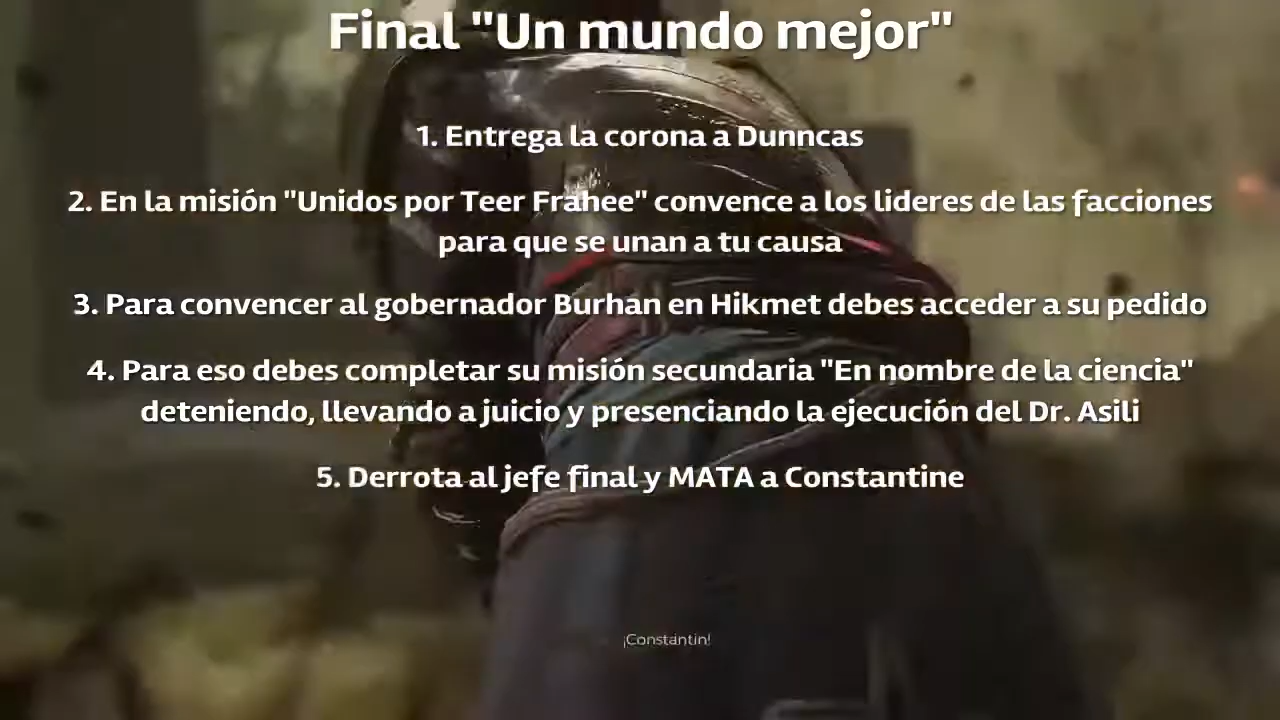 Final "Un mundo mejor"
1. Entrega la corona a Dunncas
2. En la misión "Unidos por Teer Frahee" convence a los lideres de las facciones
para que se unan a tu causa
3. Para convencer al gobernador Burhan en Hikmet debes acceder a su pedido
4. Para eso debes completar su misión secundaria "En nombre de la ciencia"
deteniendo, llevando a juicio y presenciando la ejecución del Dr. Asili
5. Derrota al jefe final y MATA a Constantine
¡Constantin!